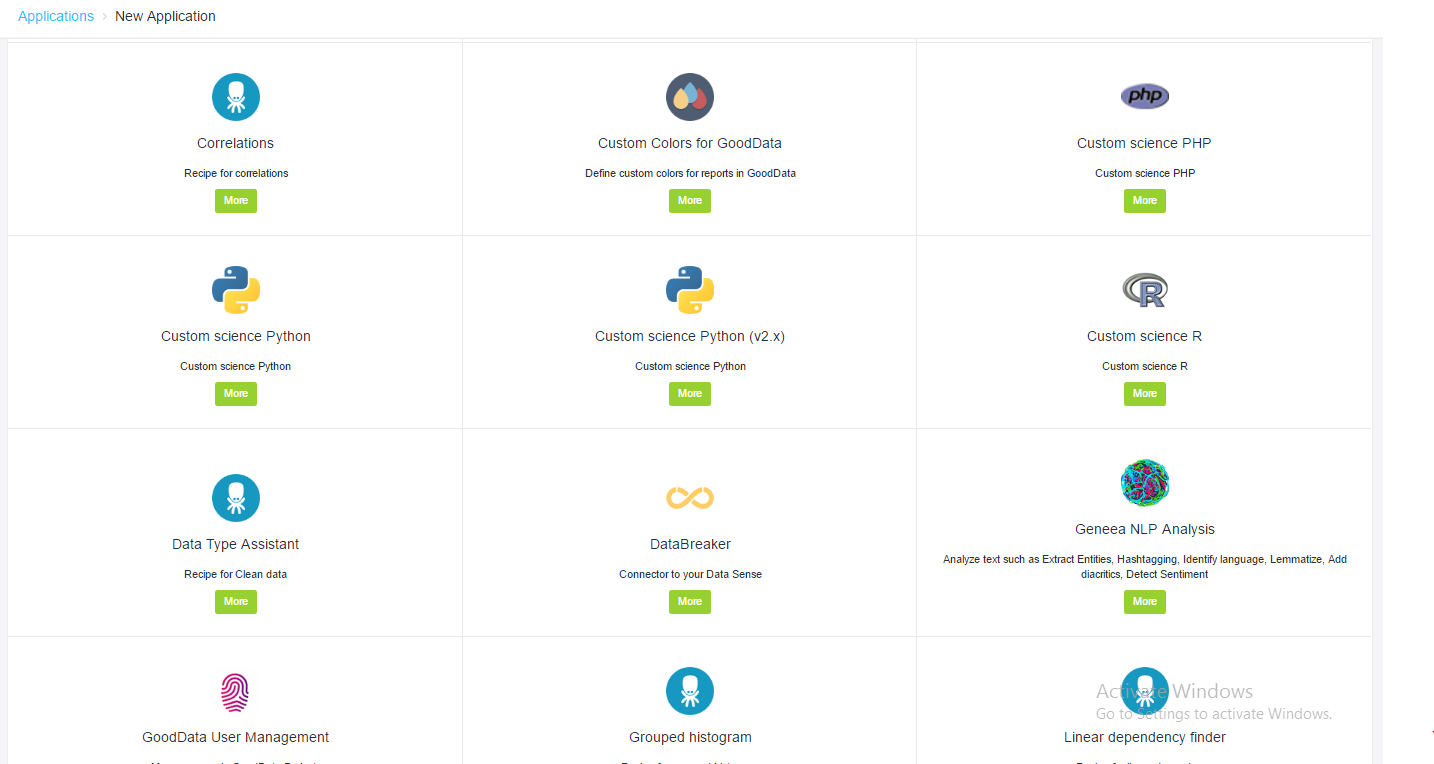 Applications › New Application
php
Correlations
Custom Colors for GoodData
Custom science PHP
Recipe for correlations
Define custom colors for reports in GoodData
Custom science PHP
More
More
More
R
Custom science Python
Custom science Python (v2.x)
Custom science R
Custom science Python
Custom science Python
Custom science R
More
More
More
Data Type Assistant
DataBreaker
Geneea NLP Analysis
Recipe for Clean data
Connector to your Data Sense
Analyze text such as Extract Entities, Hashtagging, Identify language, Lemmatize, Add
diacritics, Detect Sentiment
More
More
More
Activate Windows
Go to Settings to activate Windows.
GoodData User Management
Grouped histogram
Linear dependency finder